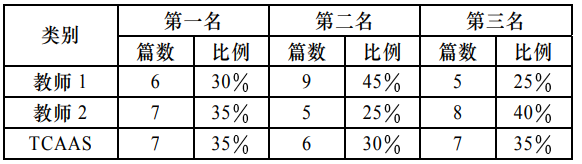 类别 第一名 第二名 第三名
篇数 比例 篇数 比例 篇数 比例
教师1 6 30% 9 45% 5 25%
教师2 7 35% 5 25% 8 40%
TCAAS 7 35% 6 30% 7 35%